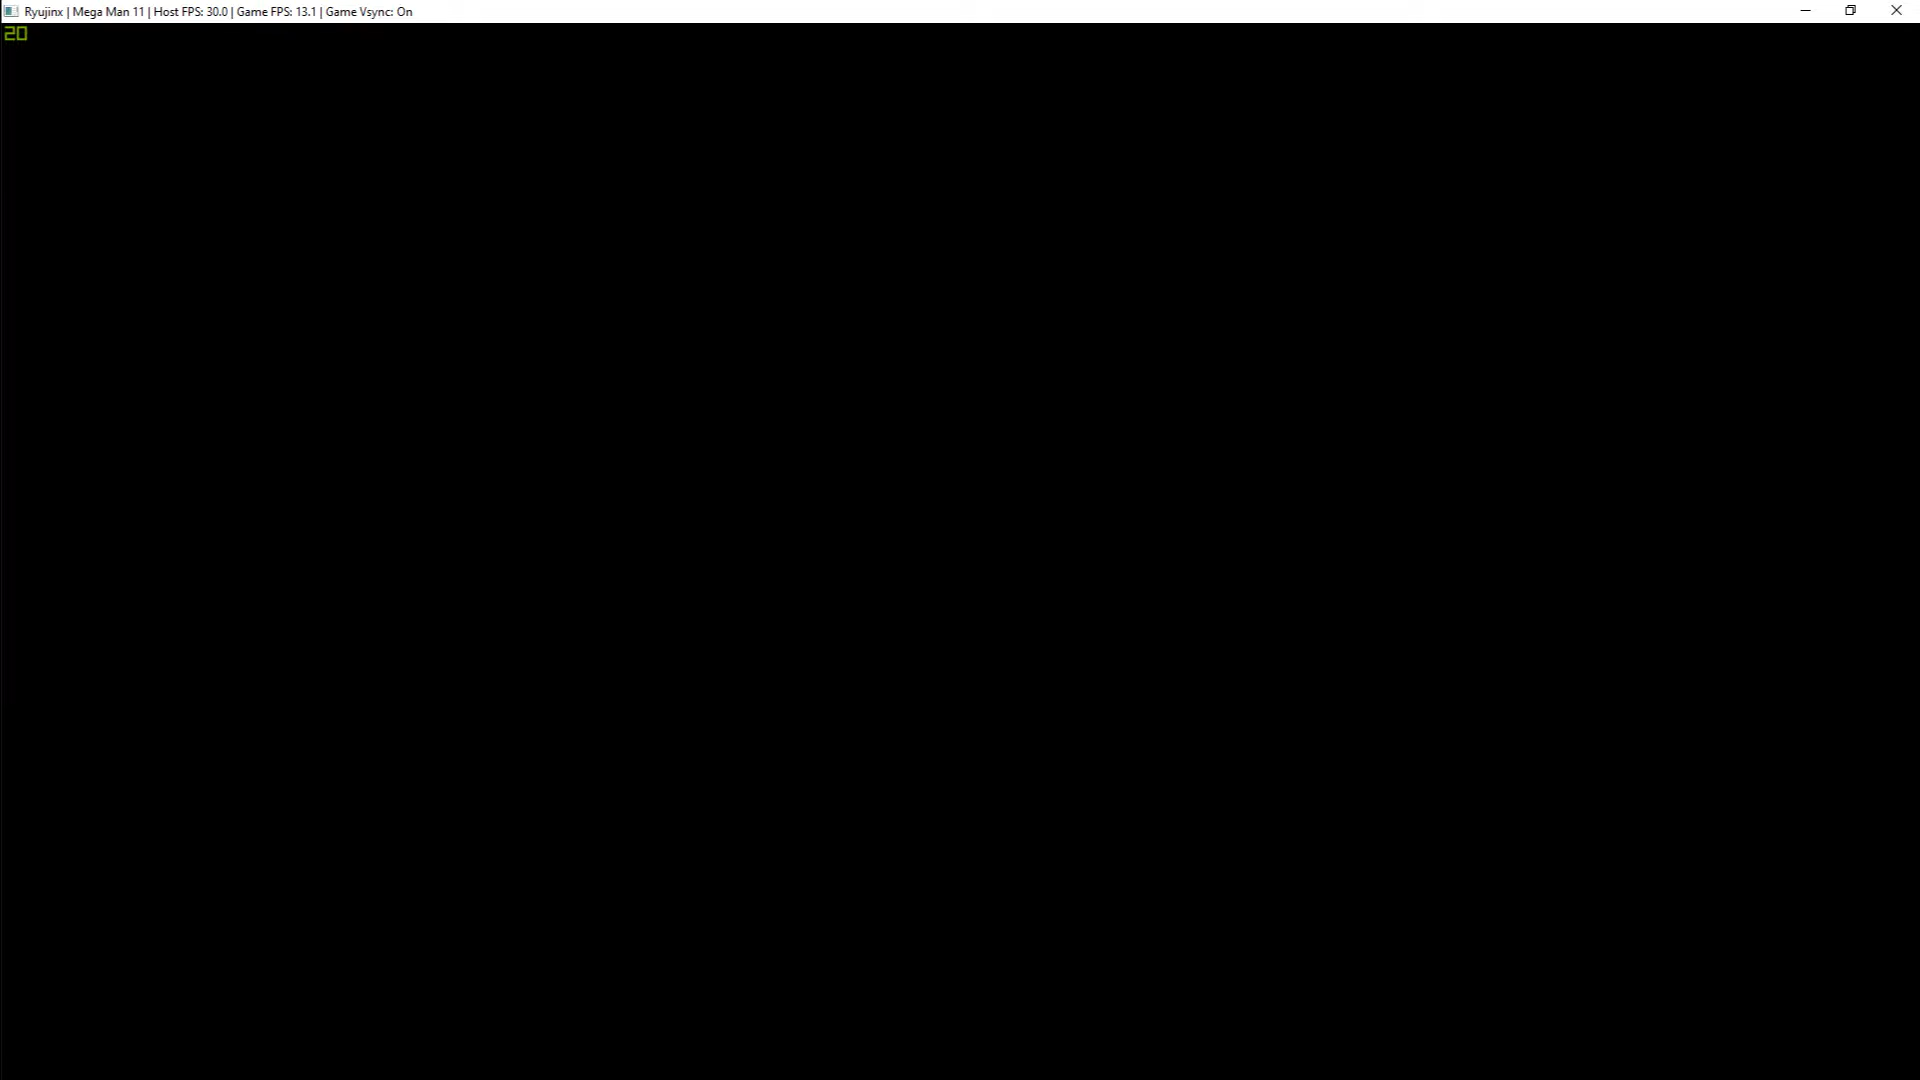 Ryujinx | Mega Man 11 | Host FPS: 30.0 | Game FPS: 13.1 | Game Vsync: On
20